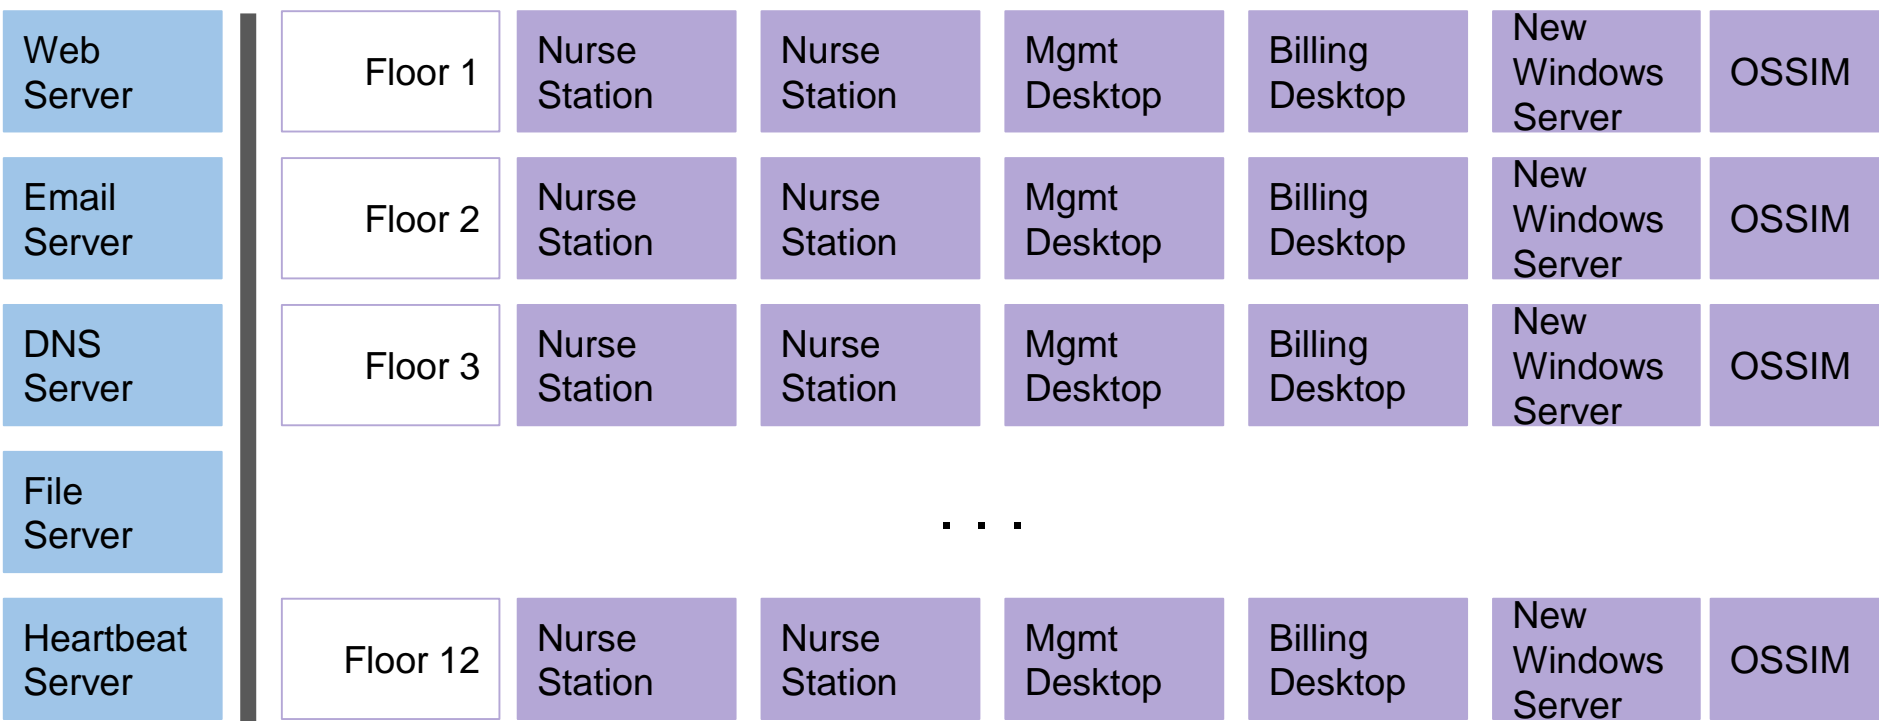 Web
Server
Floor 1
Nurse
Station
Nurse
Station
Mgmt
Desktop
Billing
Desktop
New
Windows
Server
OSSIM
Email
Server
Floor 2
Nurse
Station
Nurse
Station
Mgmt
Desktop
Billing
Desktop
New
Windows
Server
OSSIM
DNS
Server
Floor 3
Nurse
Station
Nurse
Station
Mgmt
Desktop
Billing
Desktop
New
Windows
Server
OSSIM
File
Server
. . .
Heartbeat
Server
Floor 12
Nurse
Station
Nurse
Station
Mgmt
Desktop
Billing
Desktop
New
Windows
Server
OSSIM